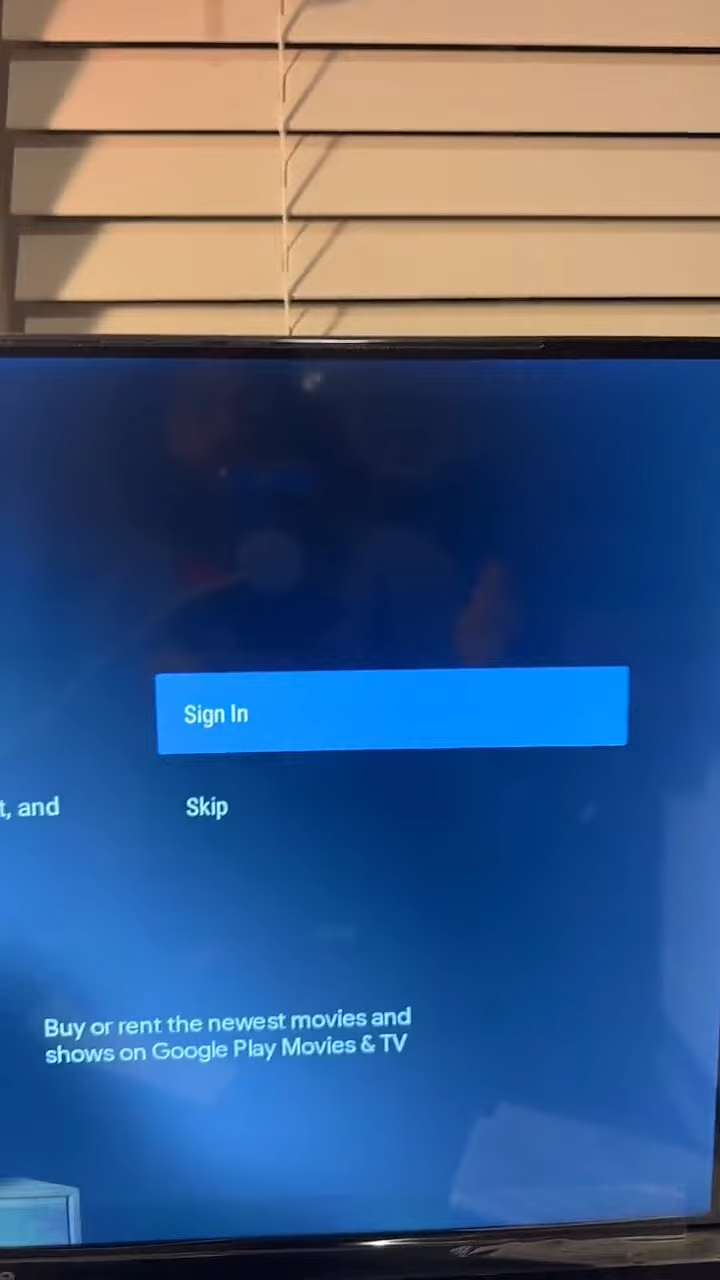 Sign In
t, and
Skip
Buy or rent the newest movies and
shows on Google Play Movies & TV